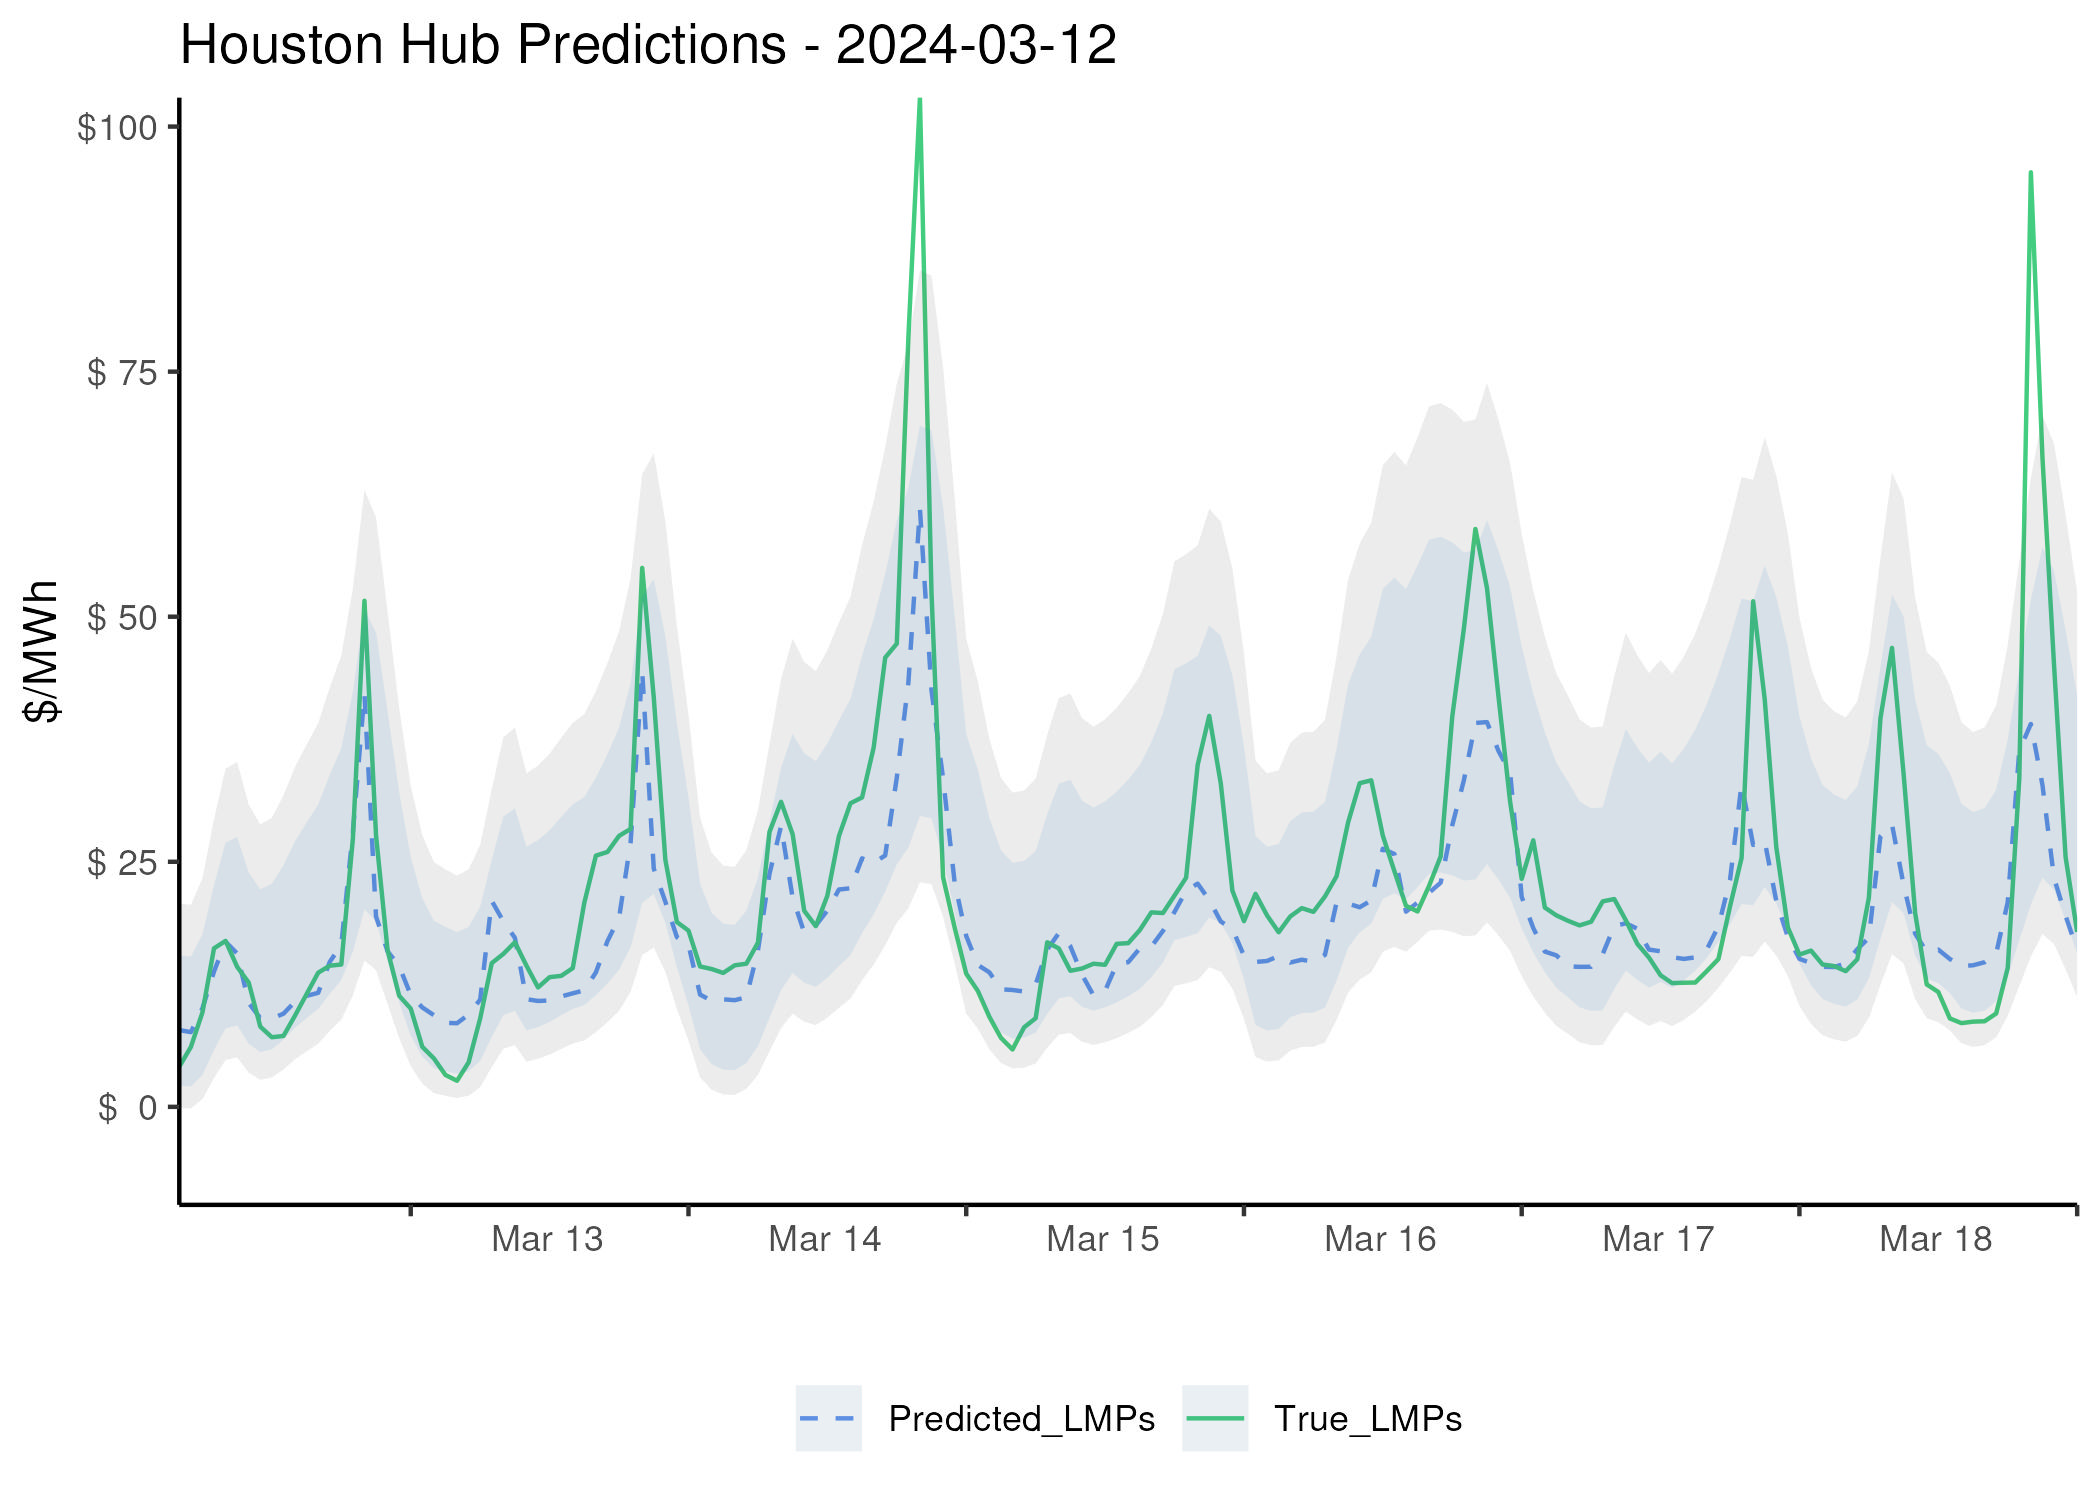 Houston Hub Predictions - 2024-03-12
$100
$ 75
$ 50
$ 25
$ 0
$/MWh
Mar 13 Mar 14 Mar 15 Mar 16 Mar 17 Mar 18
Predicted_LMPs True_LMPs